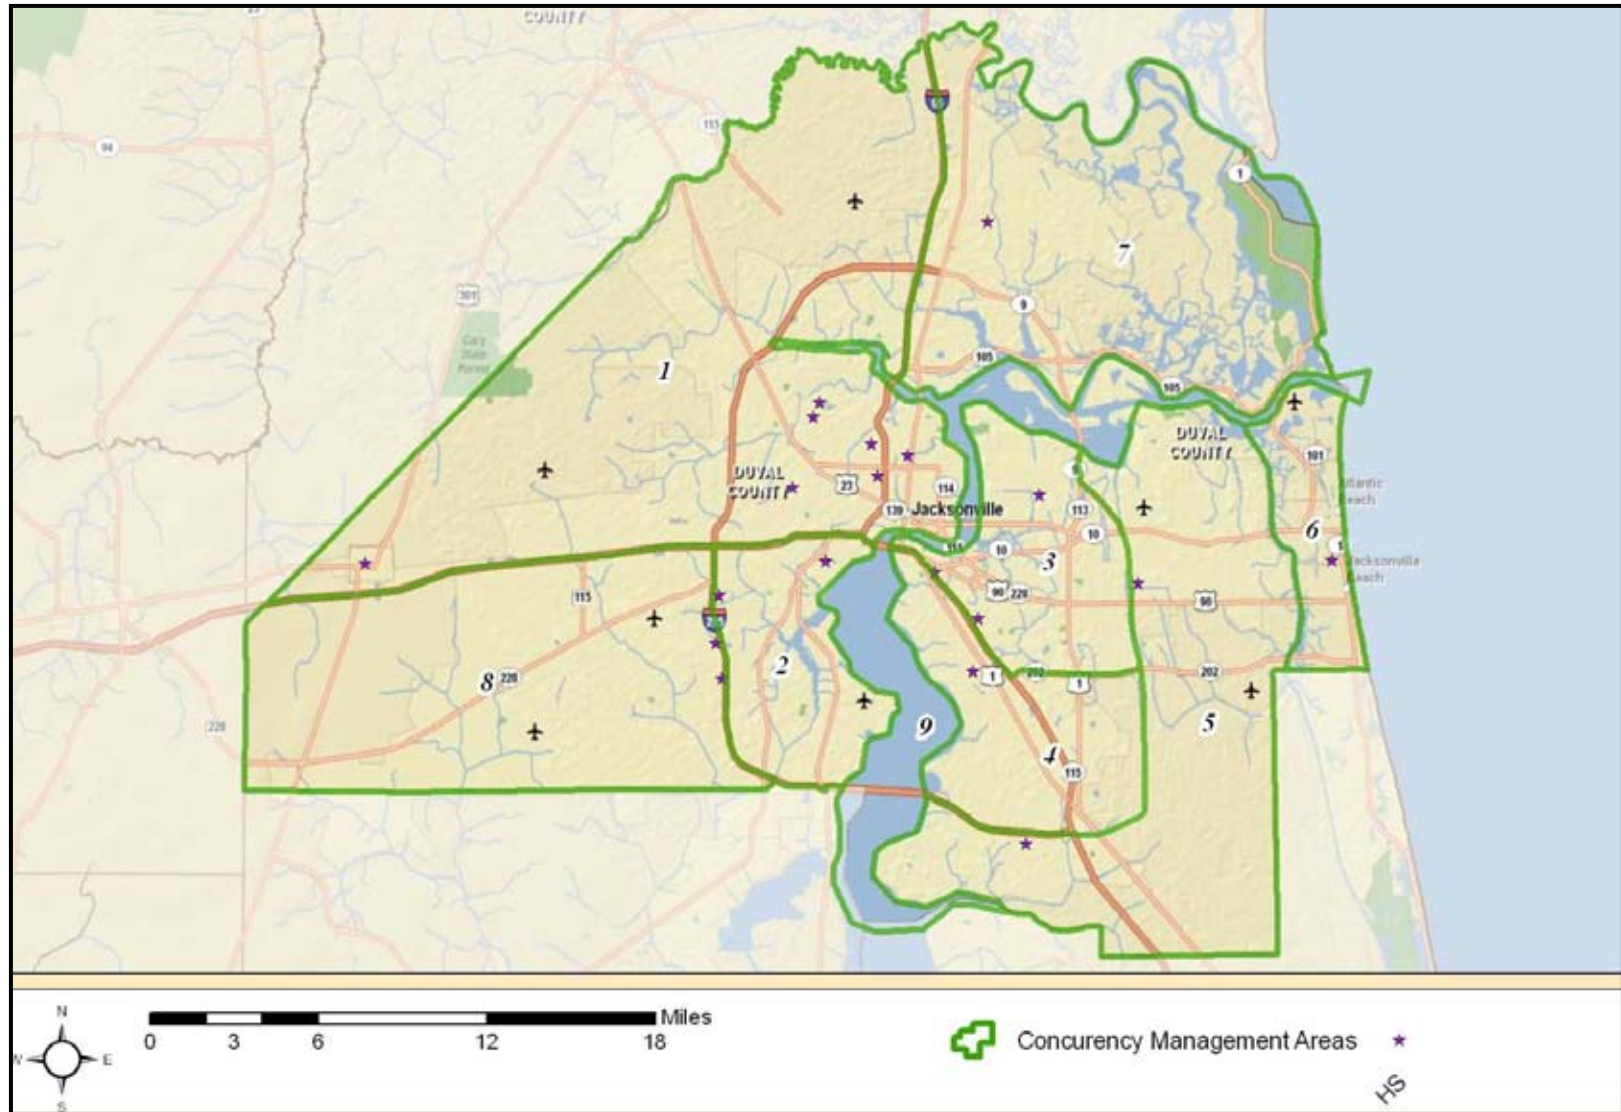 COUNTY
115
94
1
301
7
9
Cary
State
Forest
105
1
105
DUVAL
COUNTY
101
DUVAL
COUNTY
23
114
Atlantic
Beach
139
Jacksonville
113
10
6
10
3
Jacksonville
Beach
115
90
228
90
2
8
228
1
202
1
202
228
9
5
4
115
N
W
E
S
Miles
0
3
6
12
18
Concurency Management Areas
HS